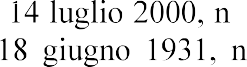 14 luglio 2000, n
18 giugno 1931, n